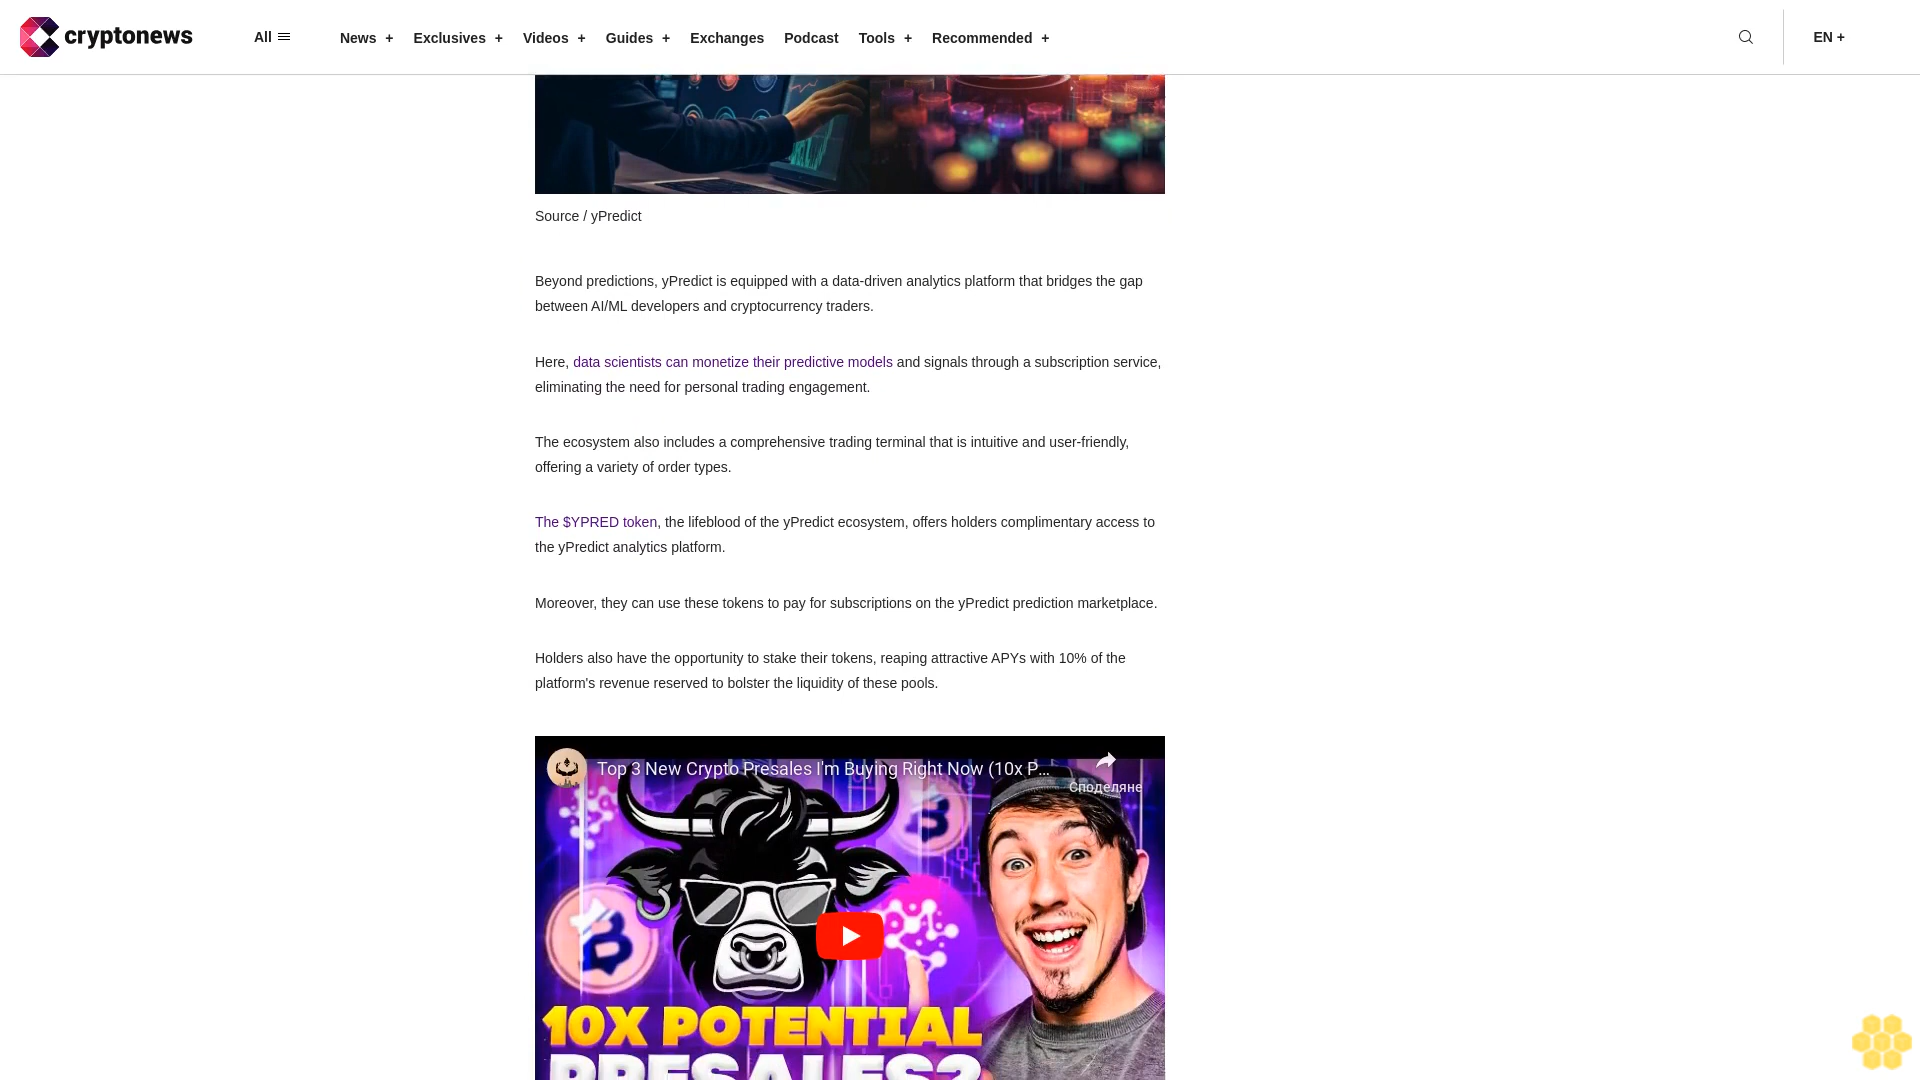 cryptonews
All
News +
Exclusives +
Videos +
Guides +
Exchanges
Podcast
Tools +
Recommended +
EN +
Source / yPredict
Beyond predictions, yPredict is equipped with a data-driven analytics platform that bridges the gap
between AI/ML developers and cryptocurrency traders.
Here, data scientists can monetize their predictive models and signals through a subscription service,
eliminating the need for personal trading engagement.
The ecosystem also includes a comprehensive trading terminal that is intuitive and user-friendly,
offering a variety of order types.
The $YPRED token, the lifeblood of the yPredict ecosystem, offers holders complimentary access to
the yPredict analytics platform.
Moreover, they can use these tokens to pay for subscriptions on the yPredict prediction marketplace.
Holders also have the opportunity to stake their tokens, reaping attractive APYs with 10% of the
platform's revenue reserved to bolster the liquidity of these pools.
Top 3 New Crypto Presales I'm Buying Right Now (10x P...
Споделяне
10X POTENTIAL
PRESALES?